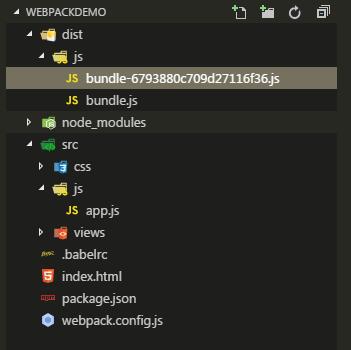 WEBPACKDEMO
dist
js
JS bundle-6793880c709d27116f36.js
JS bundle.js
node_modules
src
css
js
JS app.js
views
.babelrc
index.html
package.json
webpack.config.js